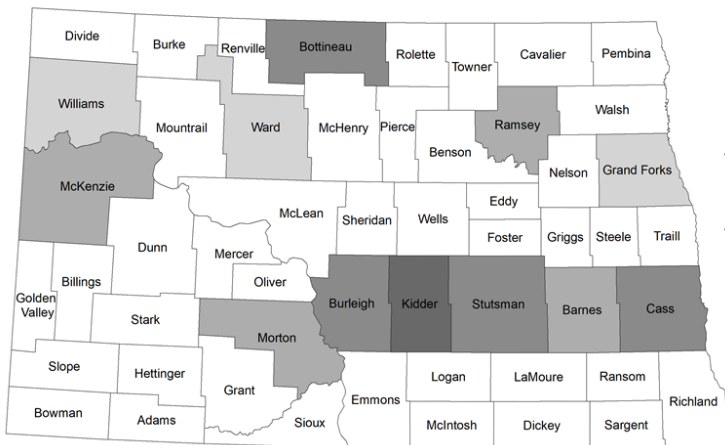 Divide
Burke
Renville
Bottineau
Rolette
Towner
Cavalier
Pembina
Williams
Mountrail
Ward
McHenry
Pierce
Benson
Ramsey
Walsh
Nelson
Grand Forks
McKenzie
Dunn
McLean
Mercer
Oliver
Sheridan
Wells
Eddy
Foster
Griggs
Steele
Traill
Golden
Valley
Billings
Stark
Morton
Burleigh
Kidder
Stutsman
Barnes
Cass
Slope
Hettinger
Grant
Bowman
Adams
Sioux
Emmons
Logan
LaMoure
Ransom
Richland
McIntosh
Dickey
Sargent